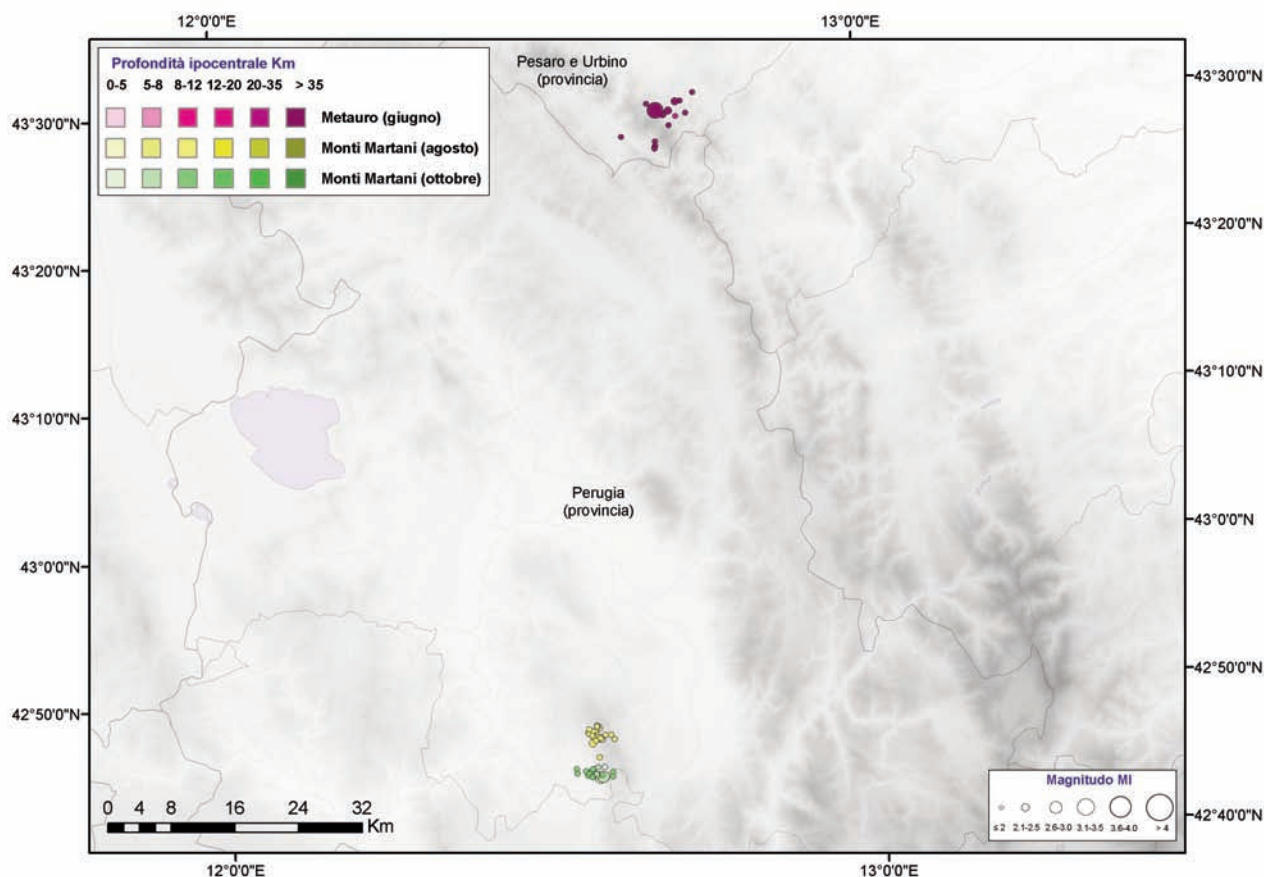 12°0'0"E 13°0'0"E
Profondità ipocentrale Km
0-5 5-8 8-12 12-20 20-35 > 35
Metauro (giugno)
Monti Martani (agosto)
Monti Martani (ottobre)
Pesaro e Urbino
(provincia)
43°30'0"N
43°30'0"N
43°20'0"N
43°20'0"N
43°10'0"N
43°10'0"N
Perugia
(provincia)
43°0'0"N
43°0'0"N
42°50'0"N
42°50'0"N
42°40'0"N
0 4 8 16 24 32
Km
Magnitudo Ml
≤ 2 2.1-2.5 2.6-3.0 3.1-3.5 3.6-4.0 > 4
12°0'0"E 13°0'0"E